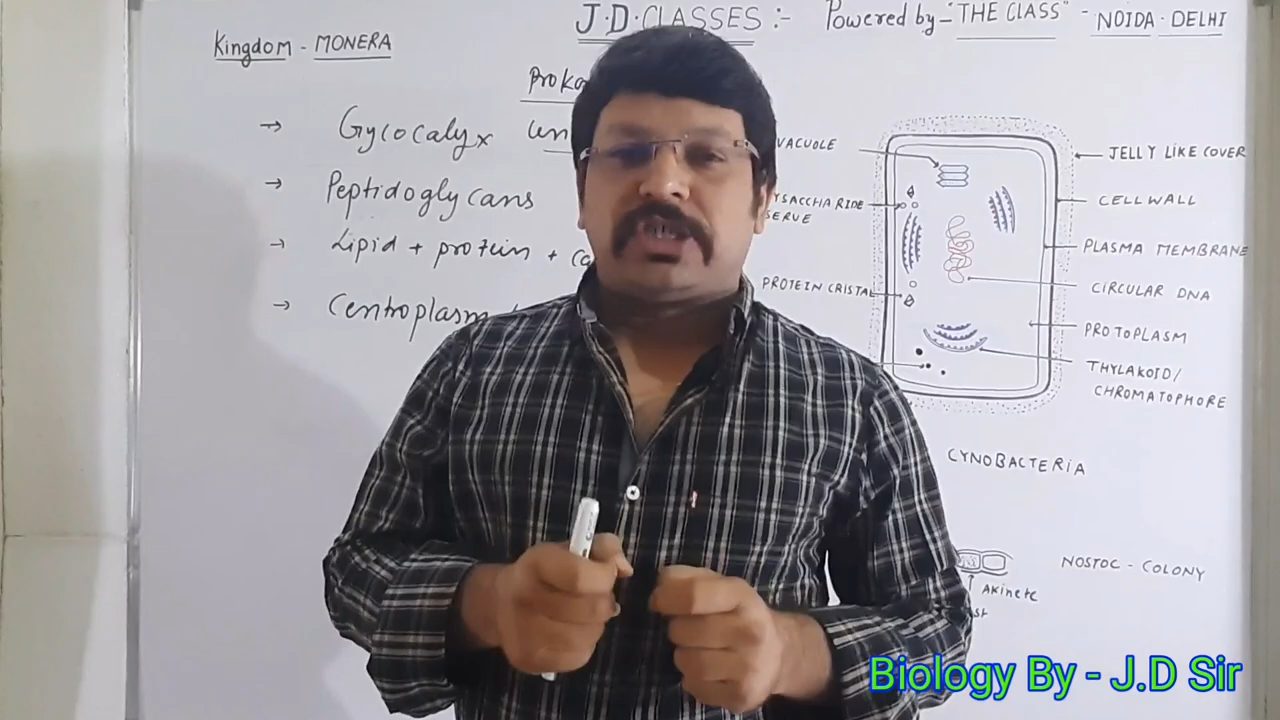 J.D. CLASSES :- Powered by - "THE CLASS" - NOIDA - DELHI
Kingdom - MONERA
→ Gycocalyx
→ Peptidoglycans
→ Lipid + protein +
→ Centroplasm
VACUOLE
JELLY LIKE COVER
CELL WALL
PLASMA MEMBRANE
PROTEIN CRISTAL
CIRCULAR DNA
PROTOPLASM
THYLAKOID/
CHROMATOPHORE
CYNOBACTERIA
NOSTOC - COLONY
Akinete
Biology By - J.D Sir